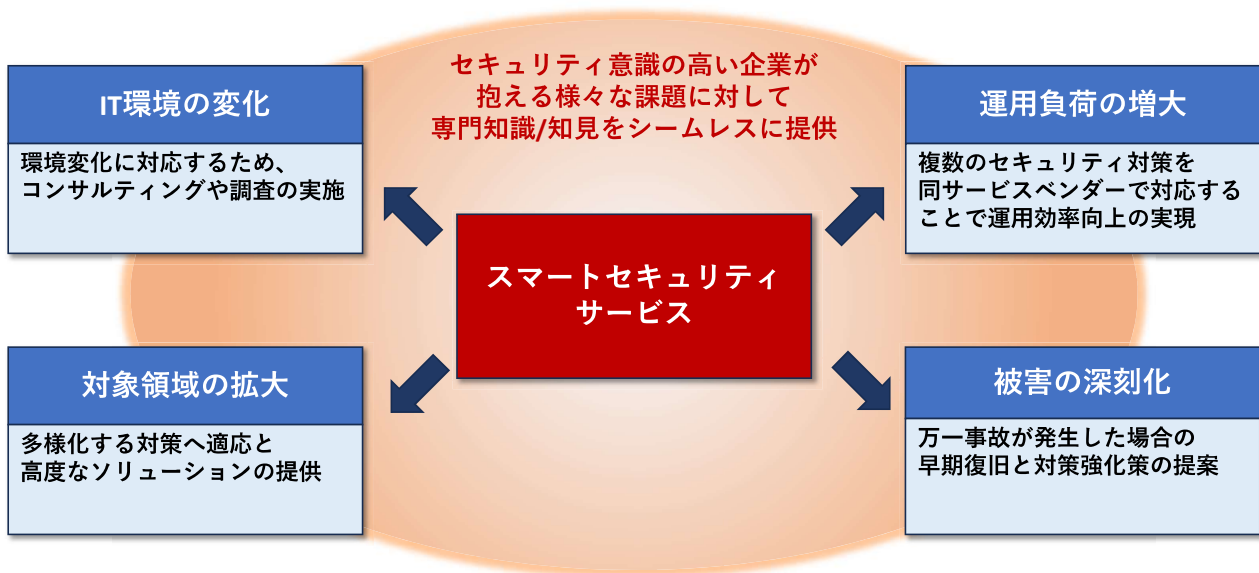 セキュリティ意識の高い企業が
抱える様々な課題に対して
専門知識/知見をシームレスに提供
IT環境の変化
環境変化に対応するため、
コンサルティングや調査の実施
運用負荷の増大
複数のセキュリティ対策を
同サービスベンダーで対応する
ことで運用効率向上の実現
スマートセキュリティ
サービス
対象領域の拡大
多様化する対策へ適応と
高度なソリューションの提供
被害の深刻化
万一事故が発生した場合の
早期復旧と対策強化策の提案